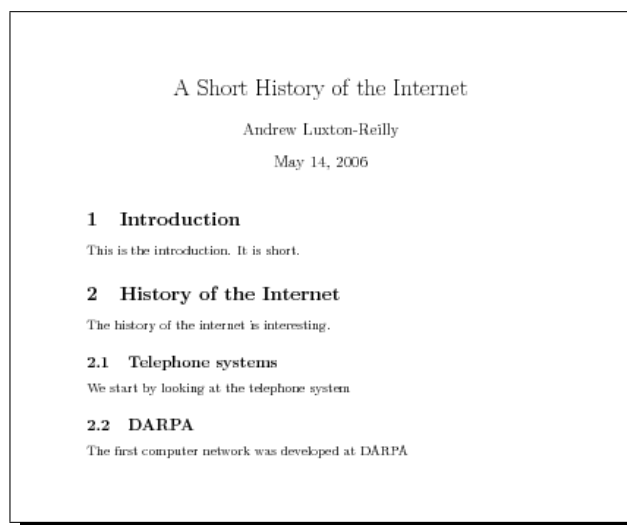 A Short History of the Internet
Andrew Luxton-Reilly
May 14, 2006
1 Introduction
This is the introduction. It is short.
2 History of the Internet
The history of the internet is interesting.
2.1 Telephone systems
We start by looking at the telephone system
2.2 DARPA
The first computer network was developed at DARPA